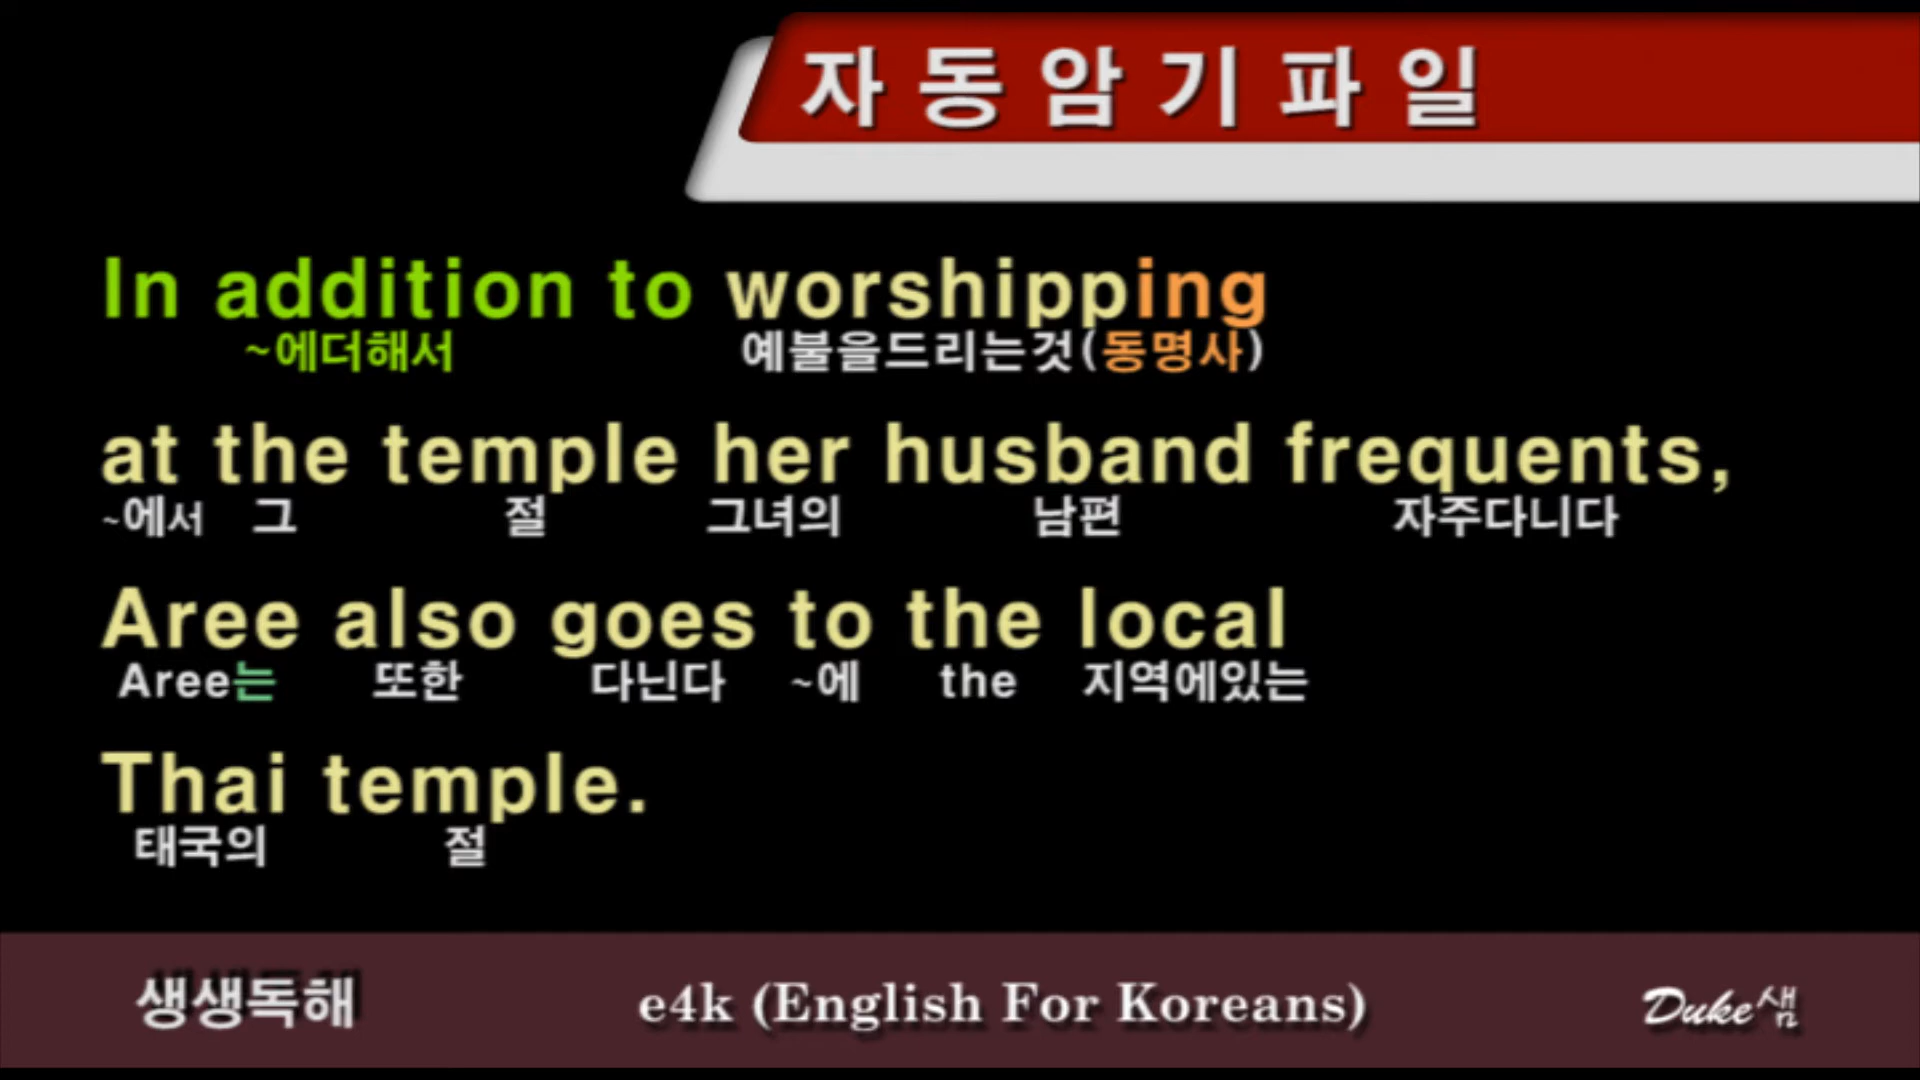 자동암기파일
In addition to worshipping
~에더해서 예불을드리는것(동명사)
at the temple her husband frequents,
~에서 그 절 그녀의 남편 자주다니다
Aree also goes to the local
Aree는 또한 다닌다 ~에 the 지역에있는
Thai temple.
태국의 절
생생독해 e4k (English For Koreans) Duke샘